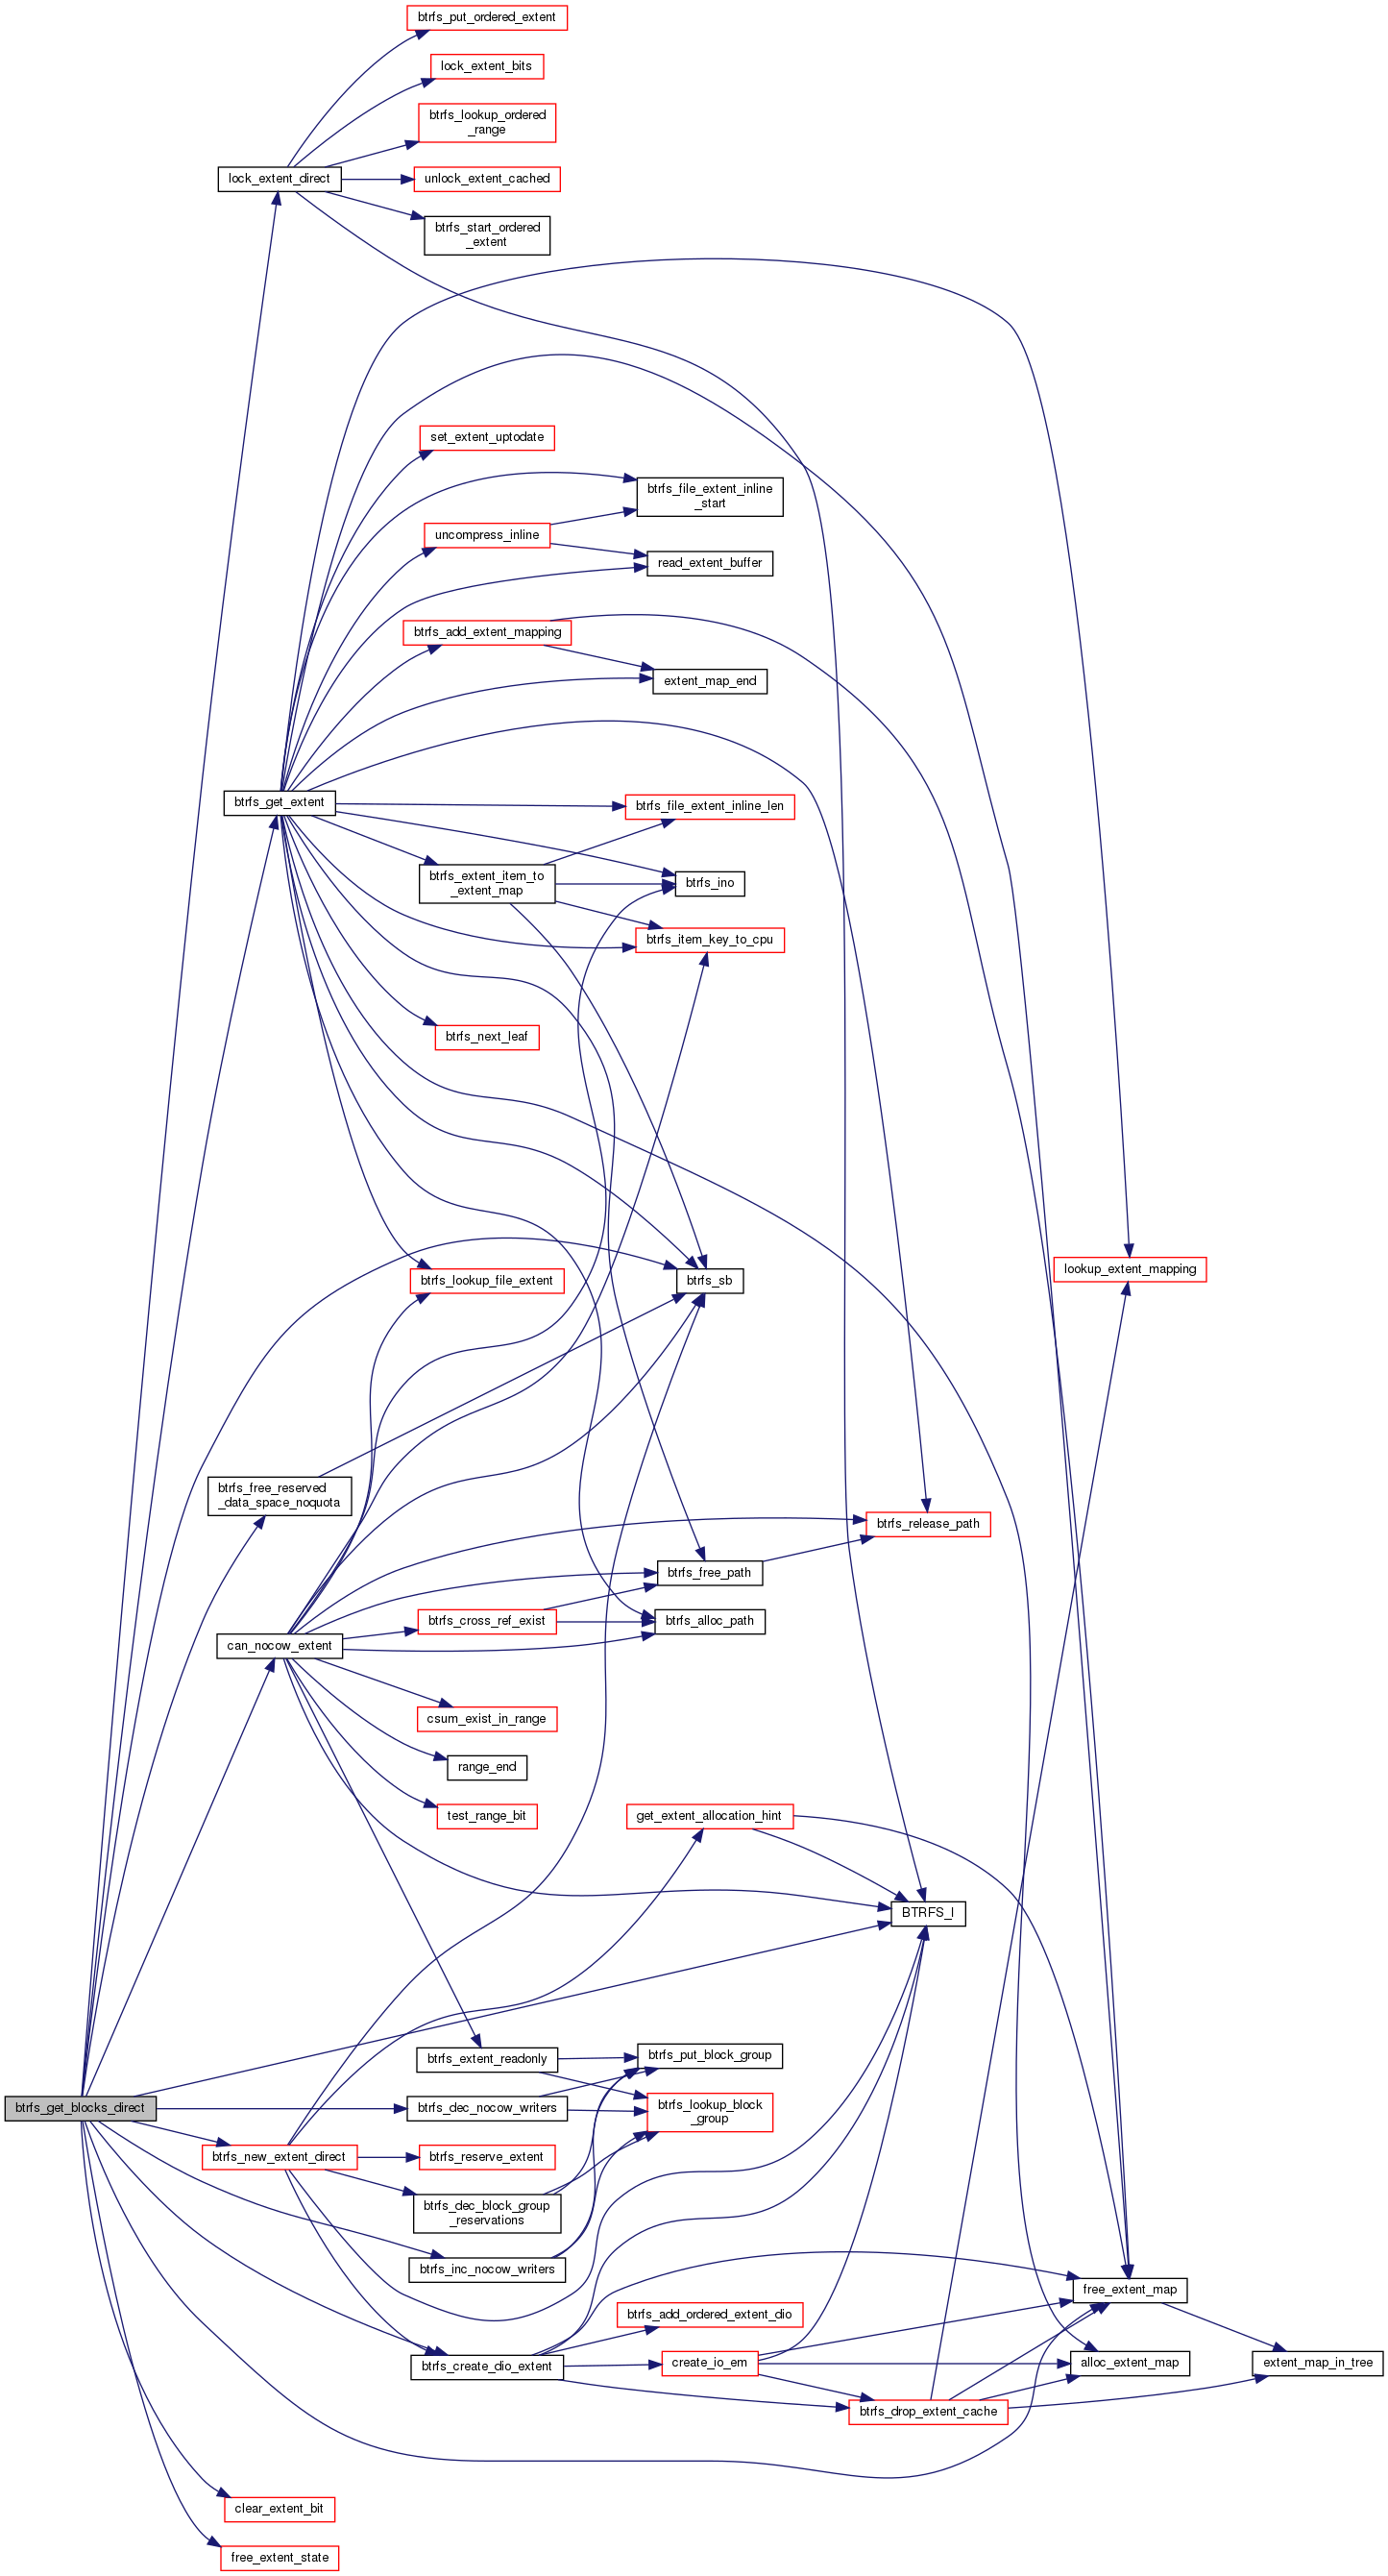 btrfs_put_ordered_extent
lock_extent_bits
btrfs_lookup_ordered
_range
lock_extent_direct
unlock_extent_cached
btrfs_start_ordered
_extent
set_extent_uptodate
btrfs_file_extent_inline
_start
uncompress_inline
read_extent_buffer
btrfs_add_extent_mapping
extent_map_end
btrfs_get_extent
btrfs_file_extent_inline_len
btrfs_extent_item_to
_extent_map
btrfs_ino
btrfs_item_key_to_cpu
btrfs_next_leaf
lookup_extent_mapping
btrfs_lookup_file_extent
btrfs_sb
btrfs_free_reserved
_data_space_noquota
btrfs_release_path
btrfs_free_path
btrfs_cross_ref_exist
btrfs_alloc_path
can_nocow_extent
csum_exist_in_range
range_end
test_range_bit
get_extent_allocation_hint
BTRFS_I
btrfs_extent_readonly
btrfs_put_block_group
btrfs_get_blocks_direct
btrfs_dec_nocow_writers
btrfs_lookup_block
_group
btrfs_new_extent_direct
btrfs_reserve_extent
btrfs_dec_block_group
_reservations
btrfs_inc_nocow_writers
free_extent_map
btrfs_add_ordered_extent_dio
btrfs_create_dio_extent
create_io_em
alloc_extent_map
extent_map_in_tree
btrfs_drop_extent_cache
clear_extent_bit
free_extent_state